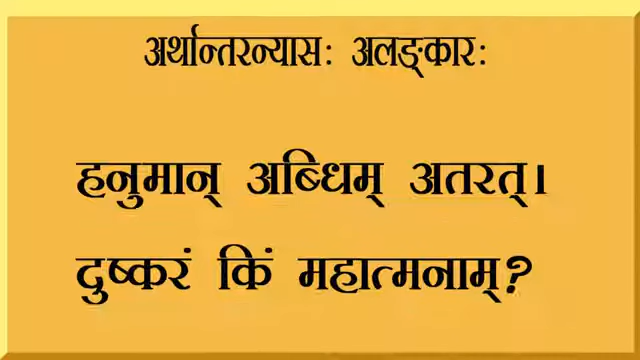 अर्थान्तरन्यासः अलङ्कारः
हनुमान् अब्धिम् अतरत्।
दुष्करं किं महात्मनाम्?